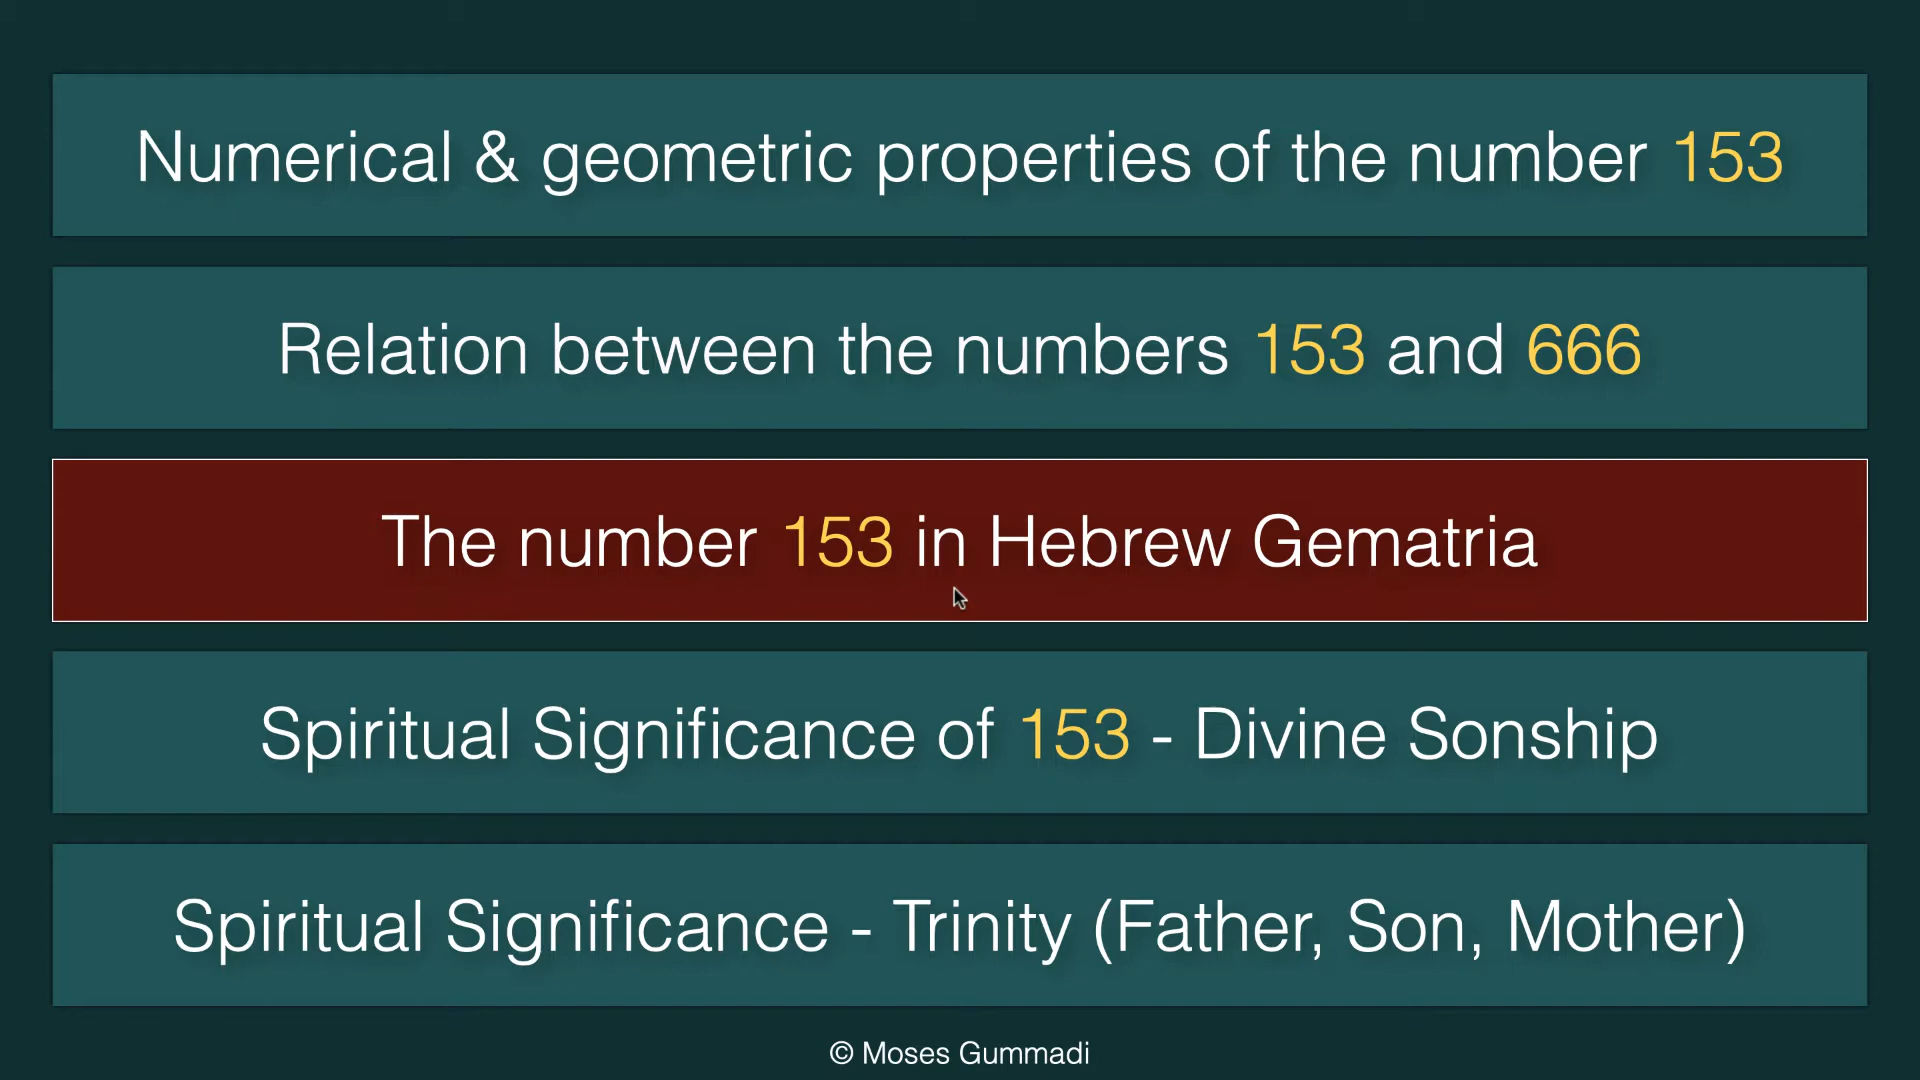 Numerical & geometric properties of the number 153
Relation between the numbers 153 and 666
The number 153 in Hebrew Gematria
Spiritual Significance of 153 - Divine Sonship
Spiritual Significance - Trinity (Father, Son, Mother)
© Moses Gummadi